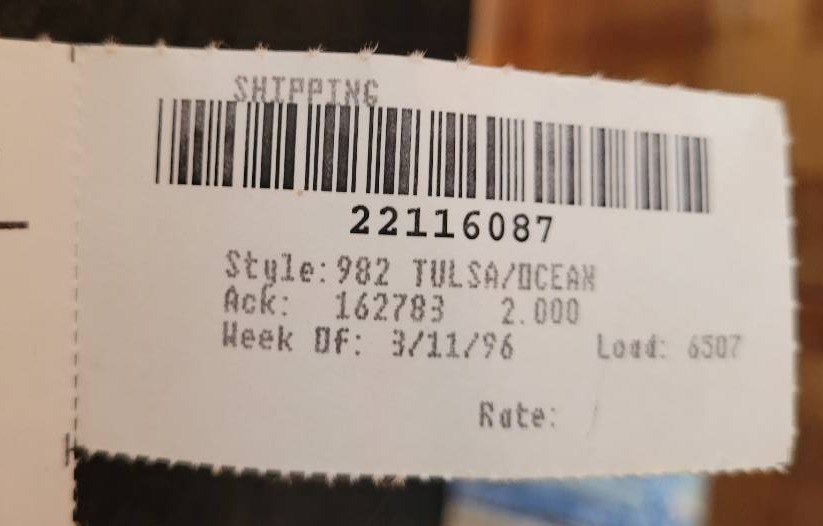 SHIPPING
22116087
Style: 982 TULSA/OCEAN
Ack: 162783 2.000
Week Of: 3/11/96 Load: 6507
Rate: